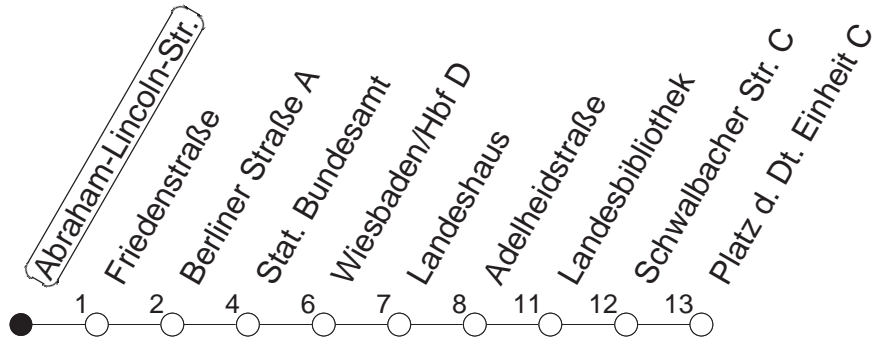 Abraham-Lincoln-Str.
Friedenstraße
Berliner Straße A
Stat. Bundesamt
Wiesbaden/Hbf D
Landeshaus
Adelheidstraße
Landesbibliothek
Schwalbacher Str. C
Platz d. Dt. Einheit C
1 2 4 6 7 8 11 12 13